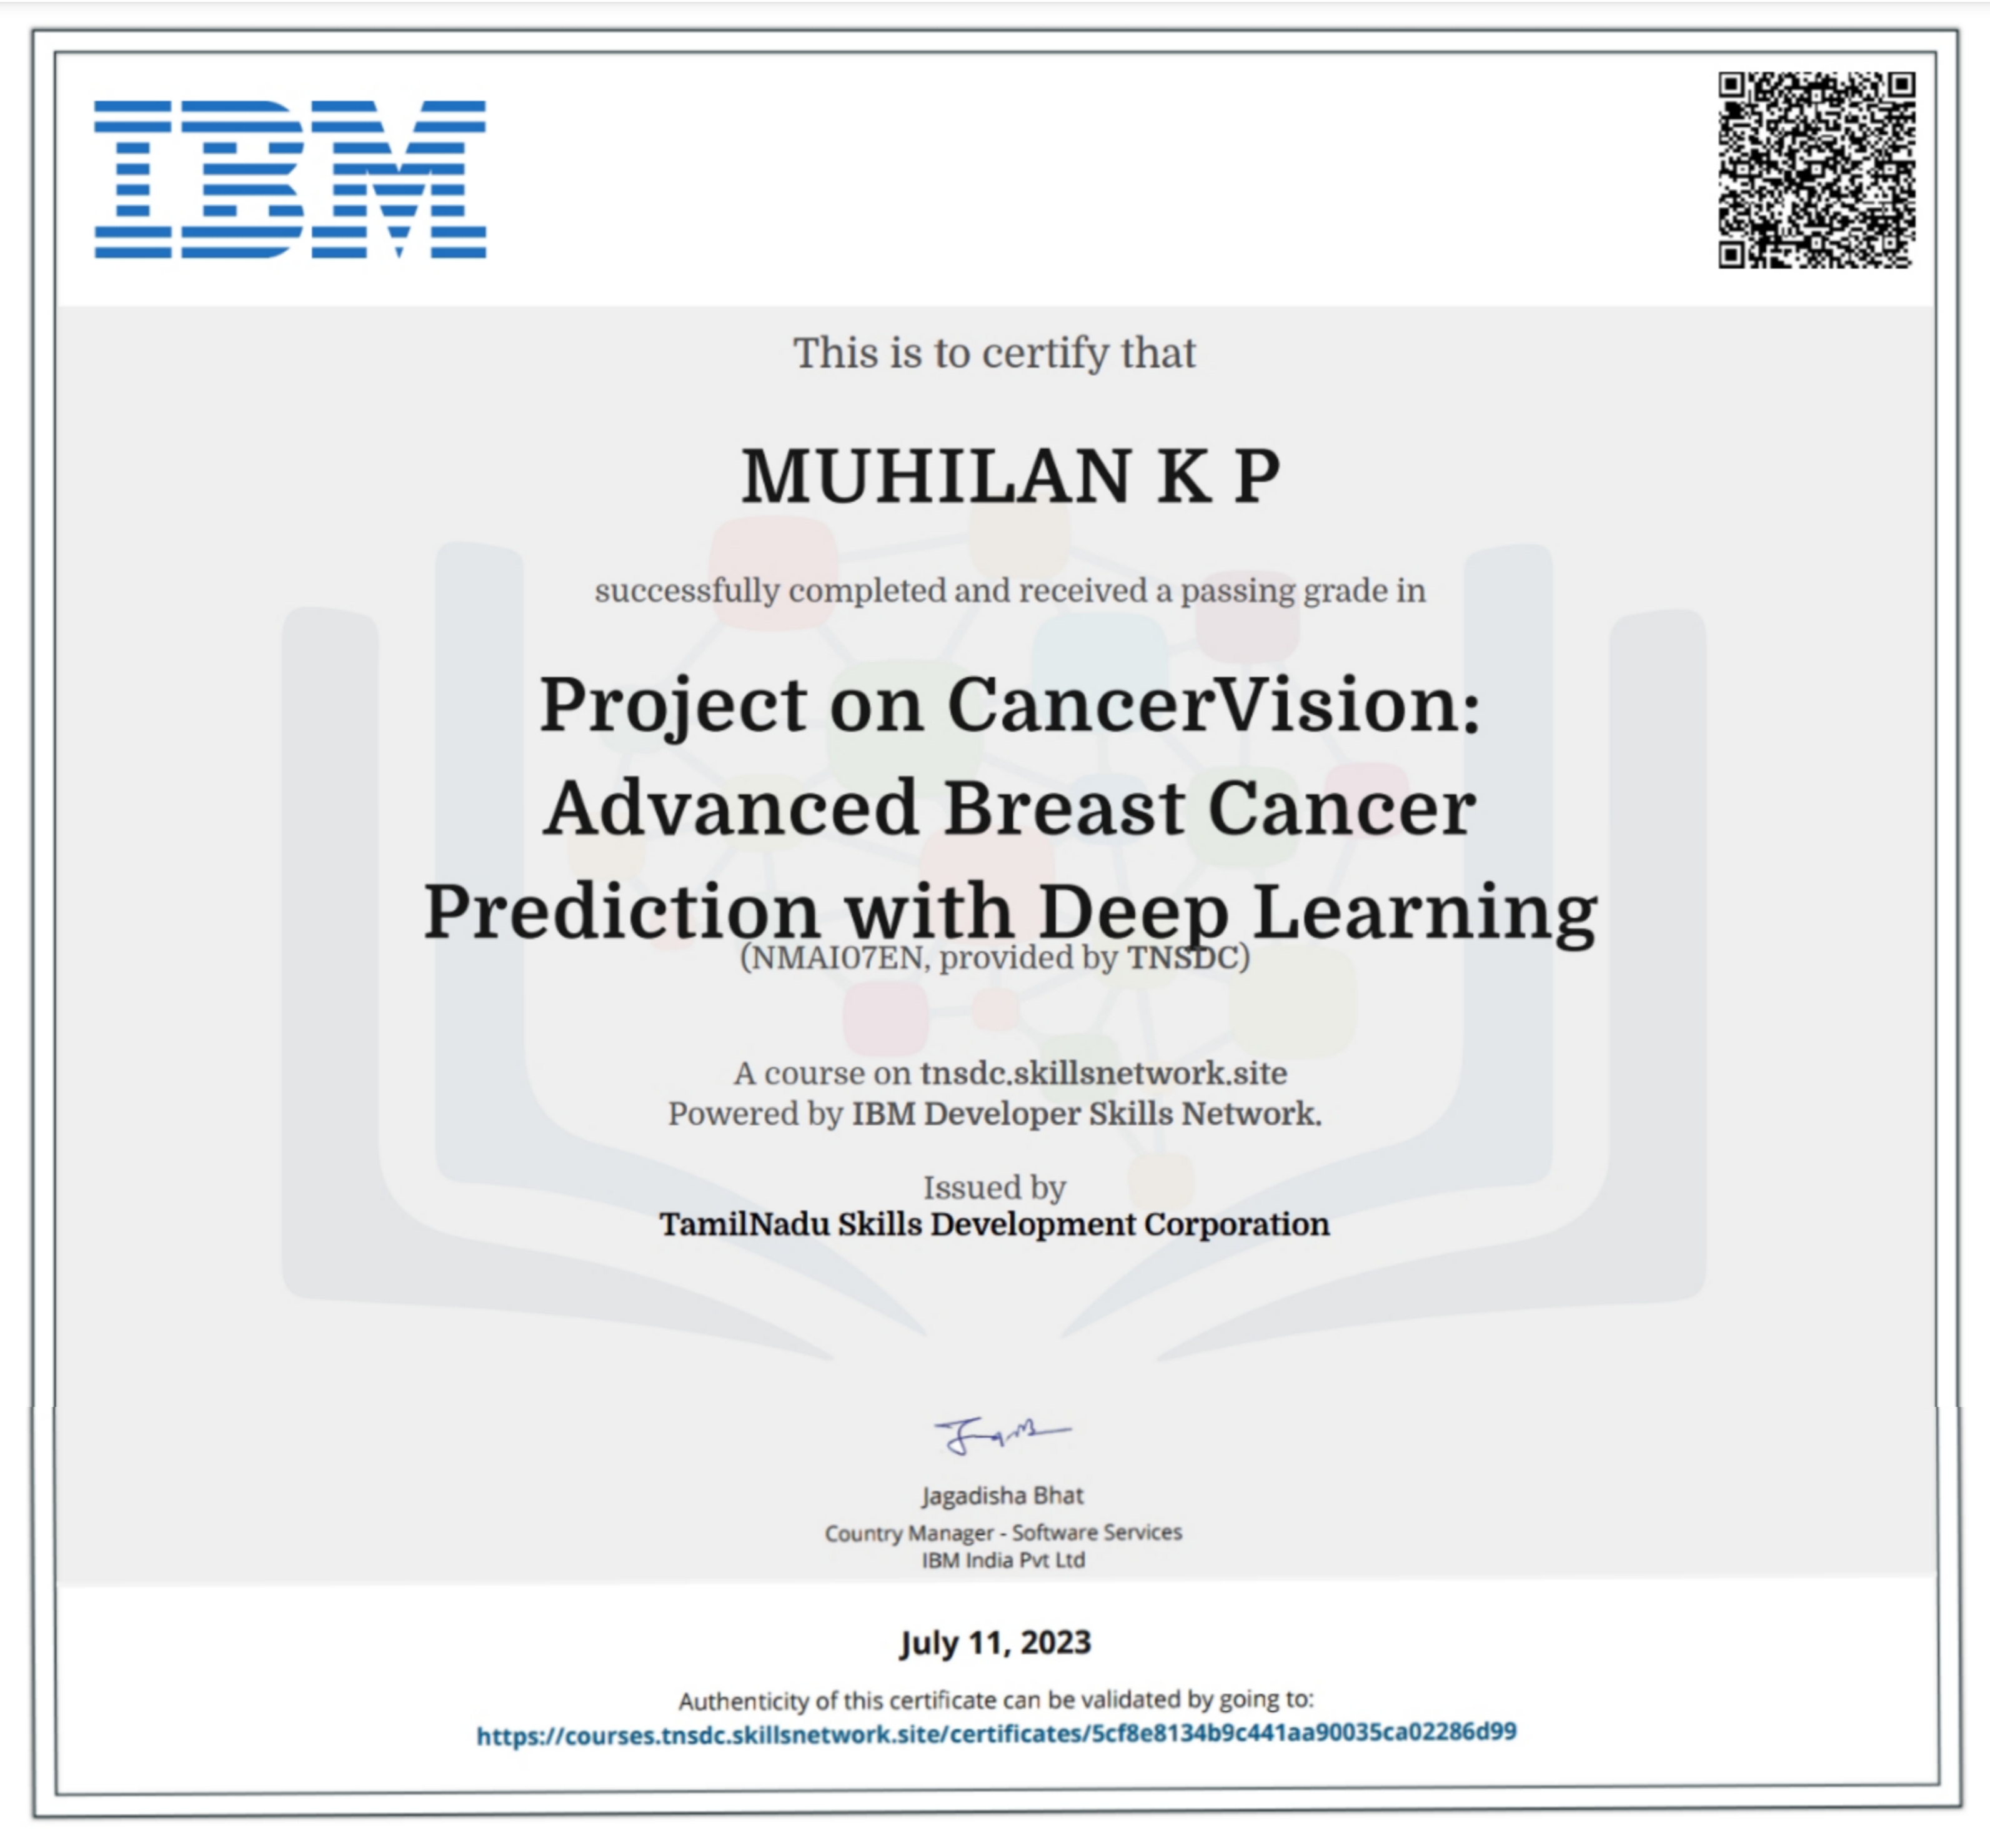 IBM
This is to certify that
MUHILAN K P
successfully completed and received a passing grade in
Project on CancerVision:
Advanced Breast Cancer
Prediction with Deep Learning
(NMAI07EN, provided by TNSDC)
A course on tnsdc.skillsnetwork.site
Powered by IBM Developer Skills Network.
Issued by
TamilNadu Skills Development Corporation
Jagadisha Bhat
Country Manager - Software Services
IBM India Pvt Ltd
July 11, 2023
Authenticity of this certificate can be validated by going to:
https://courses.tnsdc.skillsnetwork.site/certificates/5cf8e8134b9c441aa90035ca02286d99